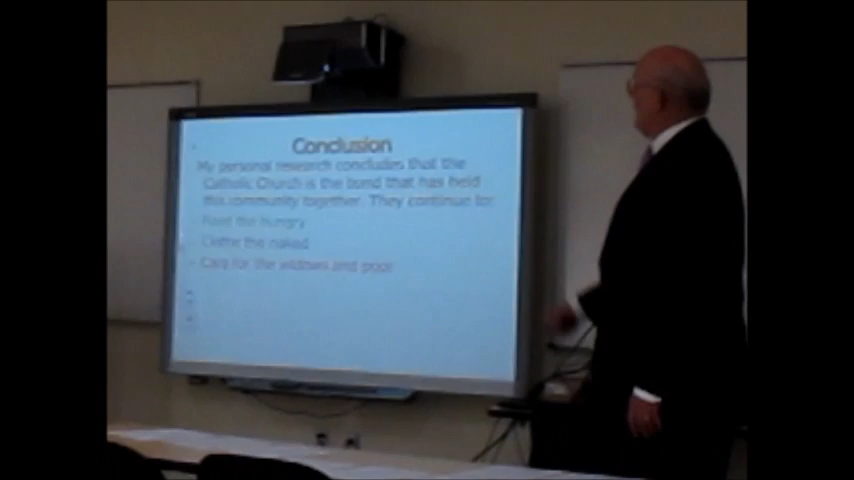 Conclusion
My personal research concludes that the
Catholic Church is the bond that has held
this community together. They continue to:
Feed the hungry
Clothe the naked
Care for the widows and poor